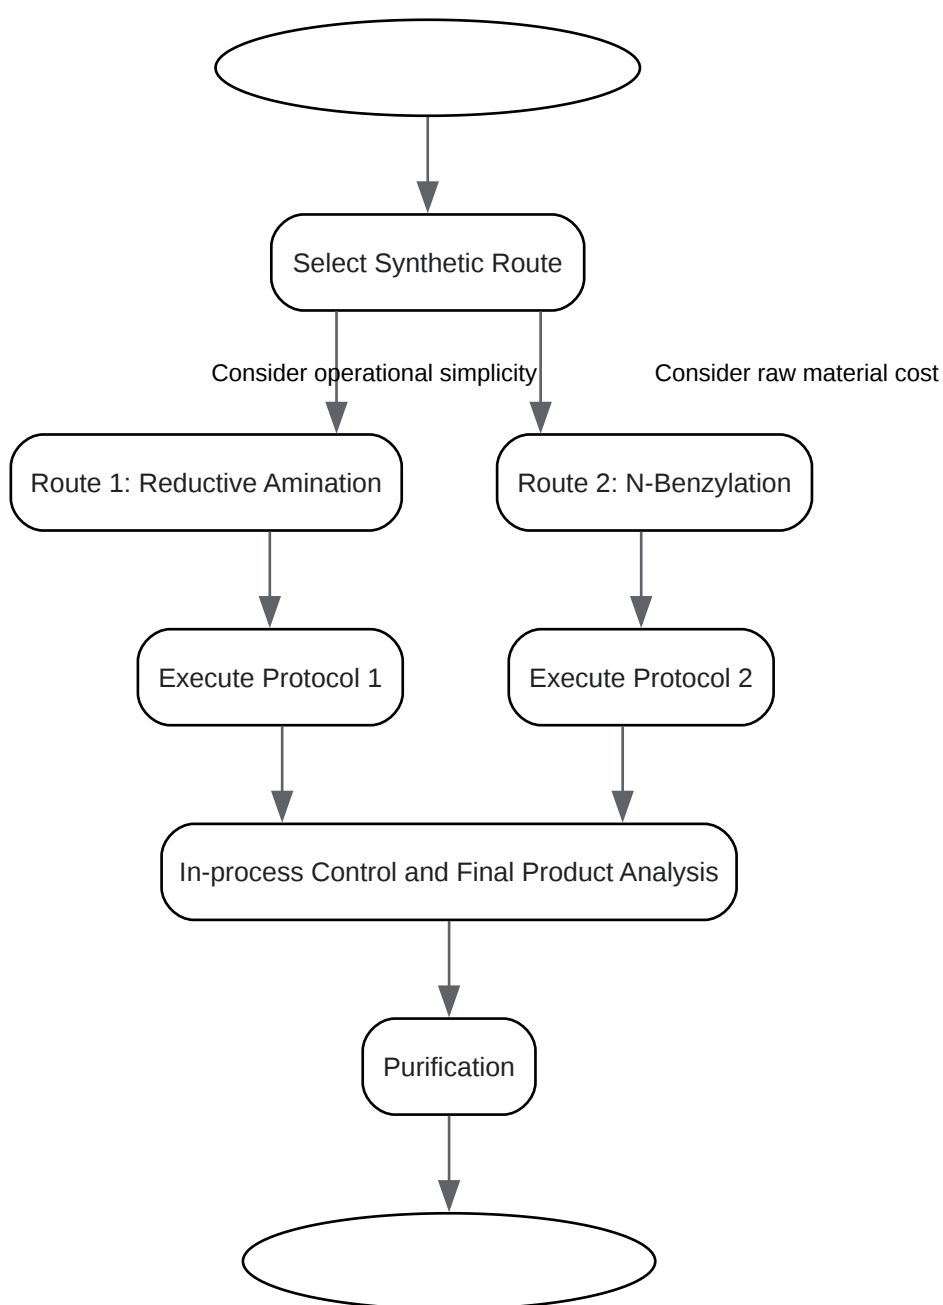 Select Synthetic Route
Consider operational simplicity
Consider raw material cost
Route 1: Reductive Amination
Route 2: N-Benzylation
Execute Protocol 1
Execute Protocol 2
In-process Control and Final Product Analysis
Purification